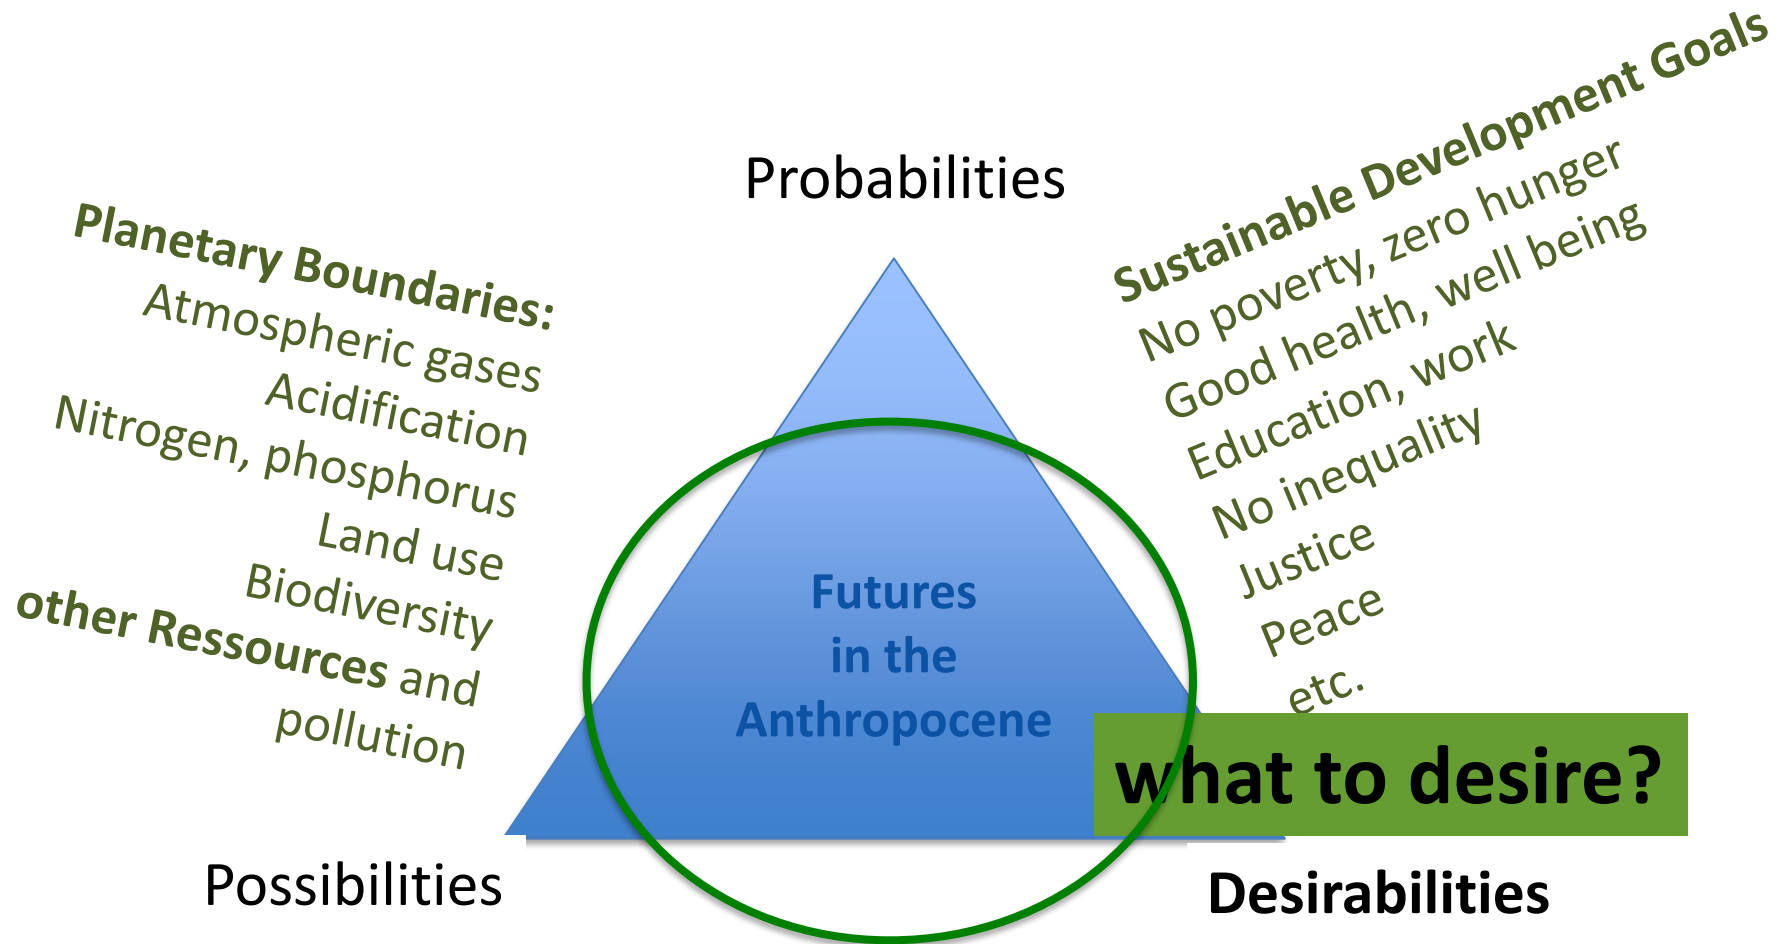 Probabilities
Planetary Boundaries:
Atmospheric gases
Acidification
Nitrogen, phosphorus
Land use
Biodiversity
other Ressources and
pollution
Sustainable Development Goals
No poverty, zero hunger
Good health, well being
Education, work
No inequality
Justice
Peace
etc.
Futures
in the
Anthropocene
what to desire?
Possibilities
Desirabilities